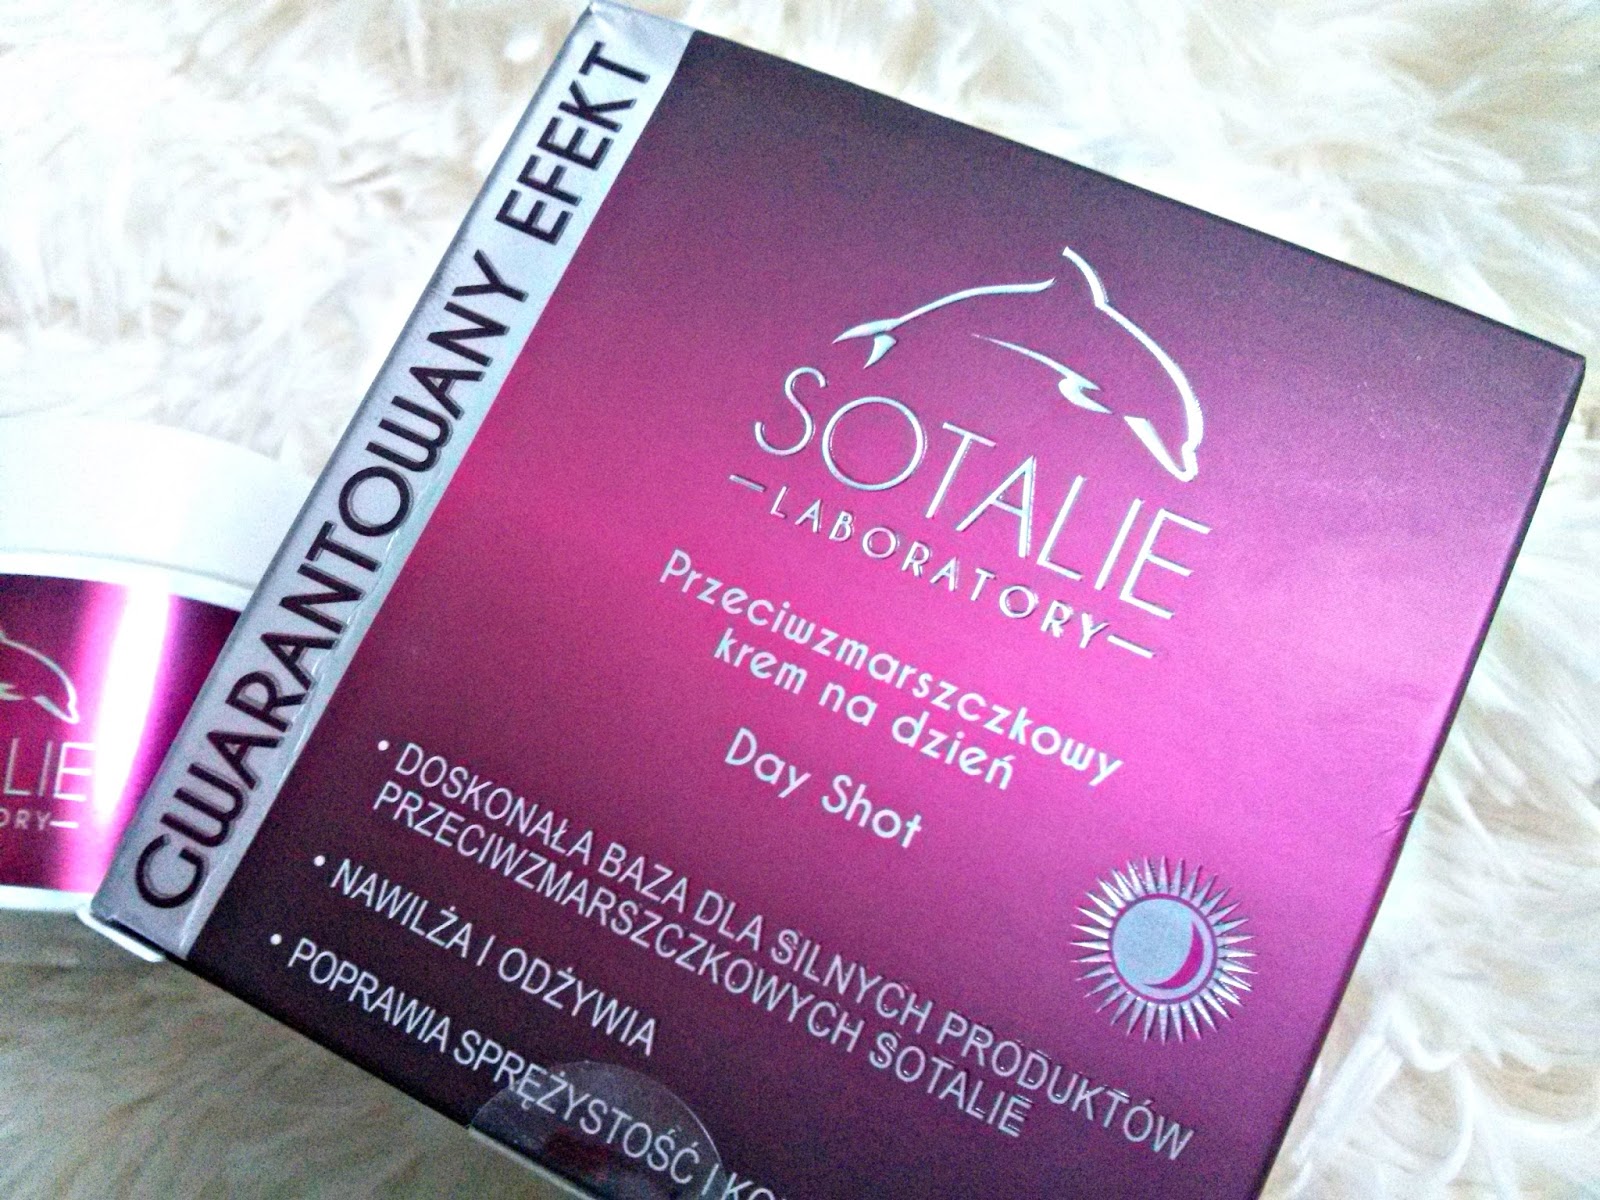 GWARANTOWANY EFEKT
SOTALIE
—LABORATORY—
Przeciwzmarszczkowy
krem na dzień
Day Shot
• DOSKONAŁA BAZA DLA SILNYCH PRODUKTÓW
PRZECIWZMARSZCZKOWYCH SOTALIE
• NAWILŻA I ODŻYWIA
• POPRAWIA SPRĘŻYSTOŚĆ I
LIE
ORY—